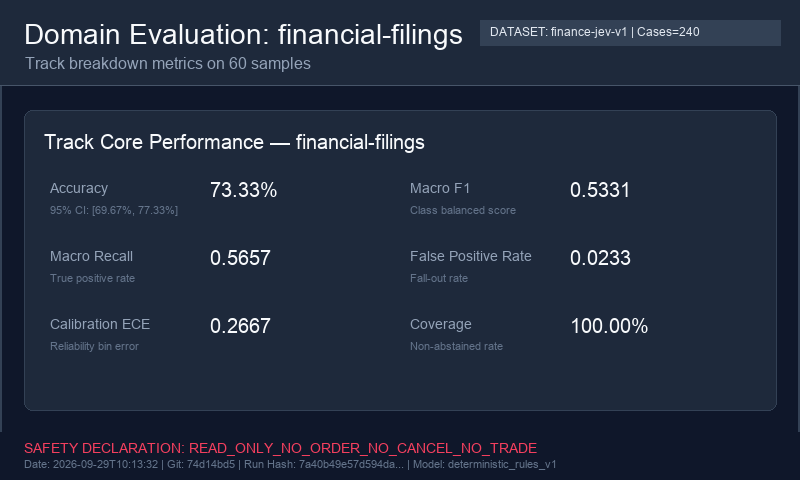 Domain Evaluation: financial-filings
DATASET: finance-jev-v1 | Cases=240
Track breakdown metrics on 60 samples
Track Core Performance — financial-filings
Accuracy 73.33% Macro F1 0.5331
95% CI: [69.67%, 77.33%] Class balanced score
Macro Recall 0.5657 False Positive Rate 0.0233
True positive rate Fall-out rate
Calibration ECE 0.2667 Coverage 100.00%
Reliability bin error Non-abstained rate
SAFETY DECLARATION: READ_ONLY_NO_ORDER_NO_CANCEL_NO_TRADE
Date: 2026-09-29T10:13:32 | Git: 74d14bd5 | Run Hash: 7a40b49e57d594da... | Model: deterministic_rules_v1